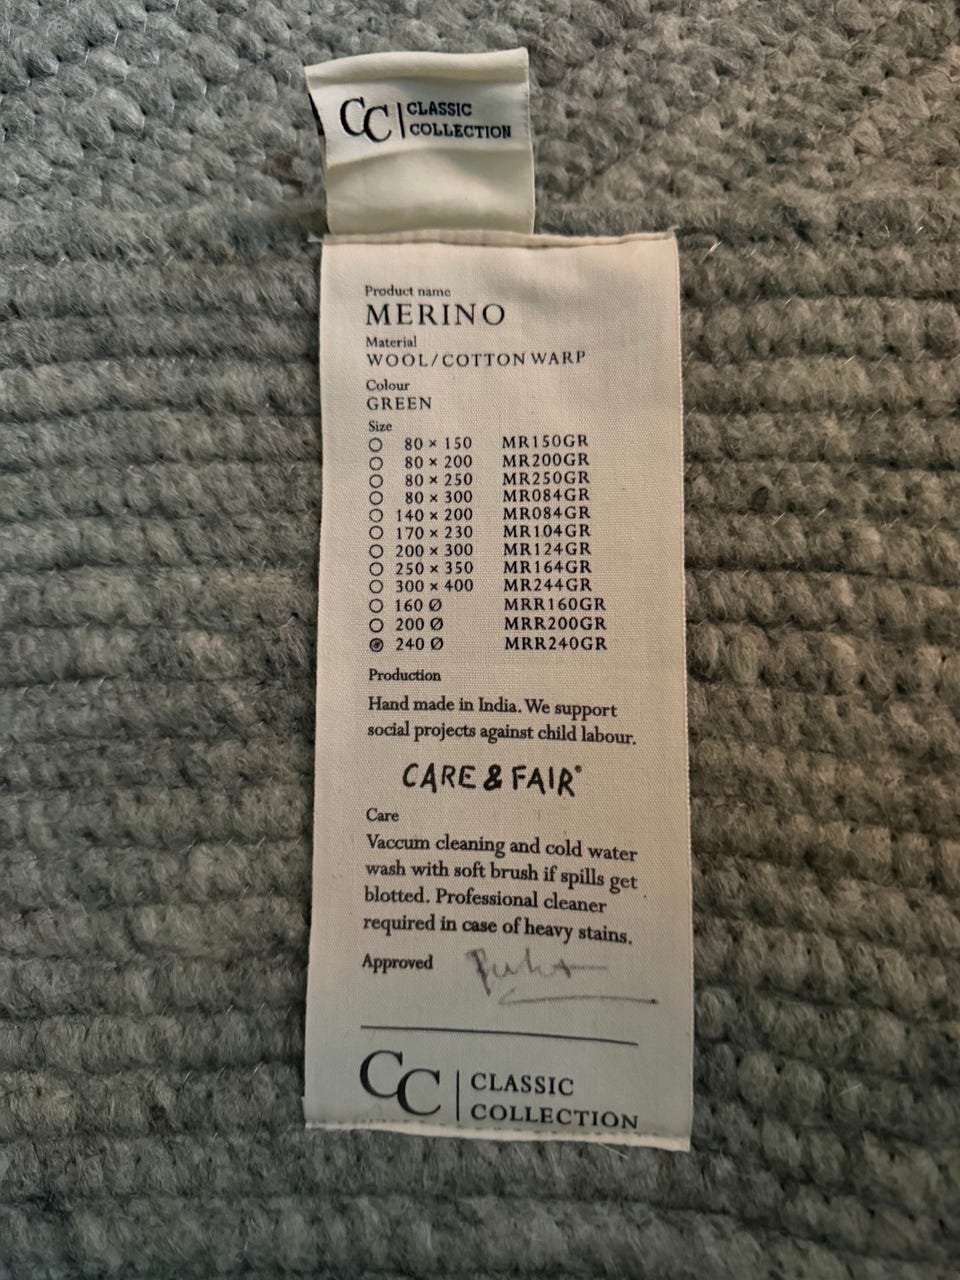 CC | CLASSIC
COLLECTION
Product name
MERINO
Material
WOOL/COTTON WARP
Colour
GREEN
Size
80 × 150 MR150GR
80 × 200 MR200GR
80 × 250 MR250GR
80 × 300 MR084GR
140 × 200 MR084GR
170 × 230 MR104GR
200 × 300 MR124GR
250 × 350 MR164GR
300 × 400 MR244GR
160 Ø MRR160GR
200 Ø MRR200GR
240 Ø MRR240GR
Production
Hand made in India. We support
social projects against child labour.
CARE & FAIR®
Care
Vaccum cleaning and cold water
wash with soft brush if spills get
blotted. Professional cleaner
required in case of heavy stains.
Approved
CC | CLASSIC
COLLECTION